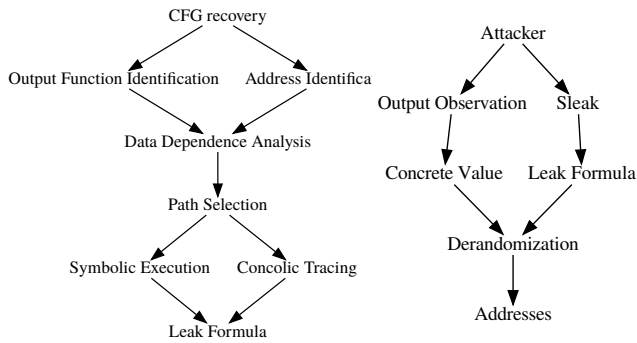 CFG recovery
Output Function Identification
Address Identifica
Data Dependence Analysis
Path Selection
Symbolic Execution
Concolic Tracing
Leak Formula
Attacker
Output Observation
Sleak
Concrete Value
Leak Formula
Derandomization
Addresses